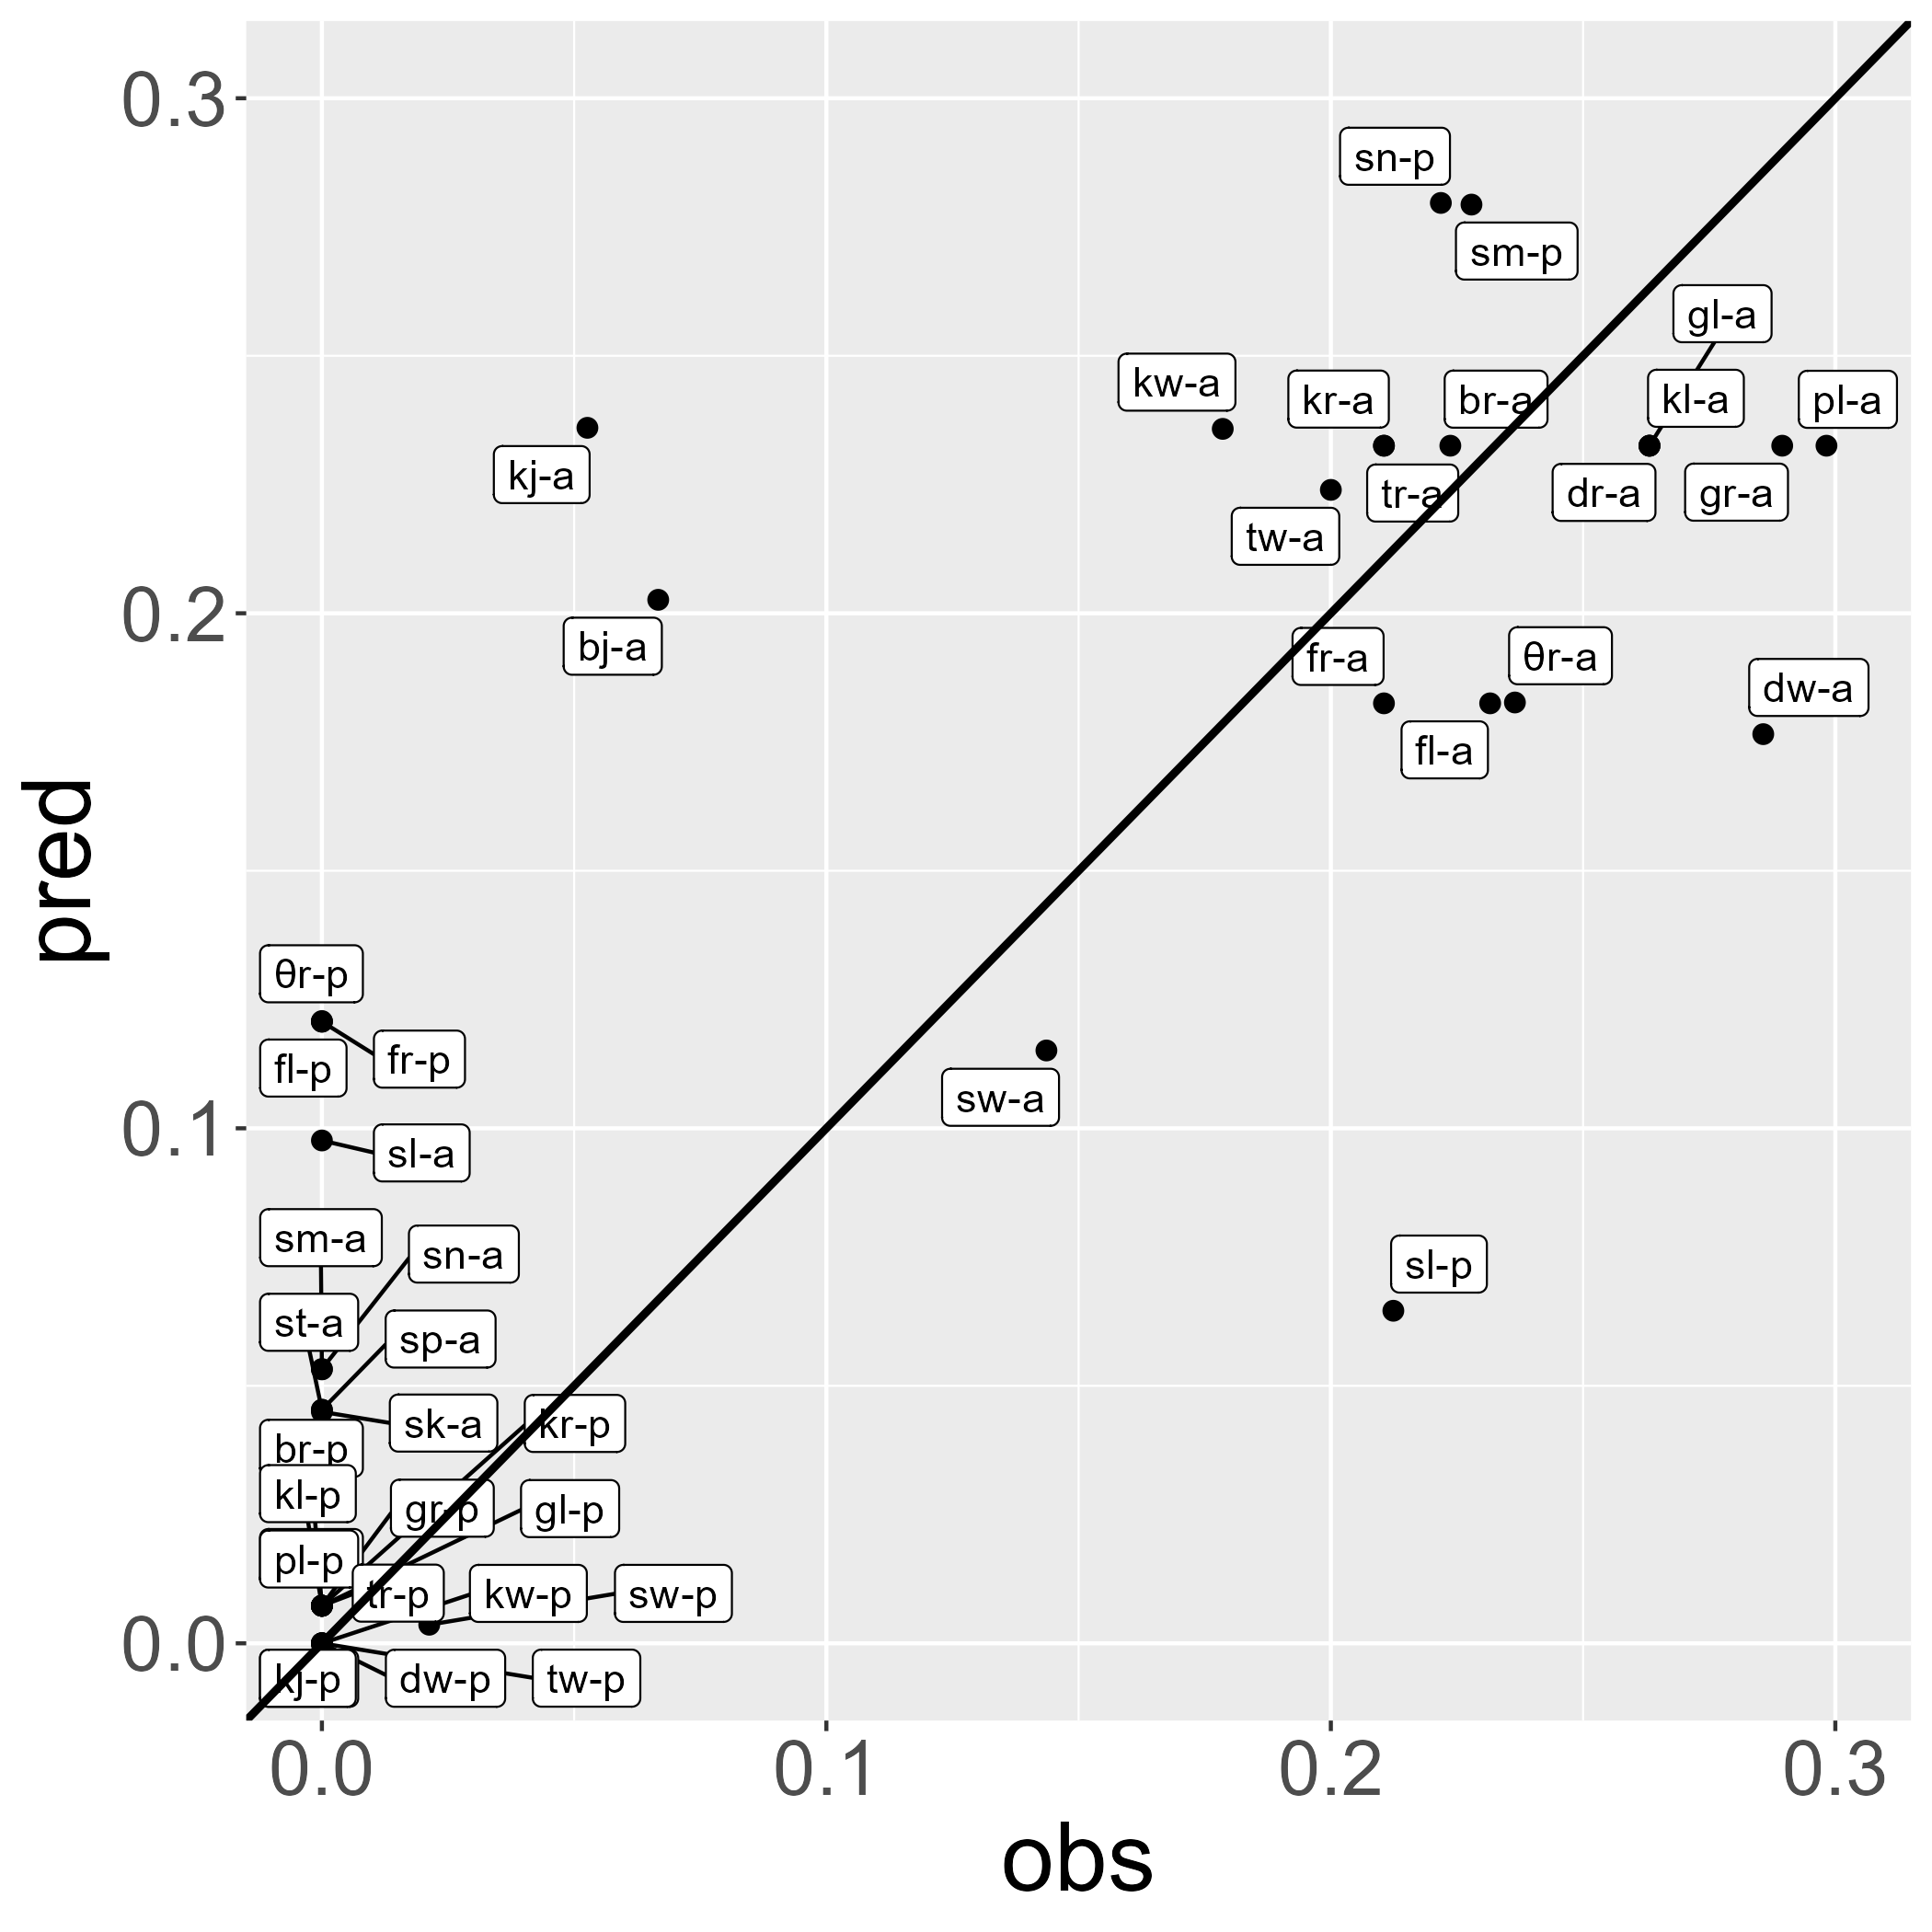 0.3
0.2
0.1
0.0
pred
sn-p
sm-p
gl-a
kw-a
kr-a
br-a
kl-a
pl-a
kj-a
tr-a
dr-a
gr-a
tw-a
bj-a
fr-a
θr-a
dw-a
fl-a
θr-p
fr-p
fl-p
sw-a
sl-a
sm-a
sn-a
sl-p
st-a
sp-a
sk-a
kr-p
br-p
kl-p
gr-p
gl-p
pl-p
tr-p
kw-p
sw-p
kj-p
dw-p
tw-p
0.0
0.1
0.2
0.3
obs